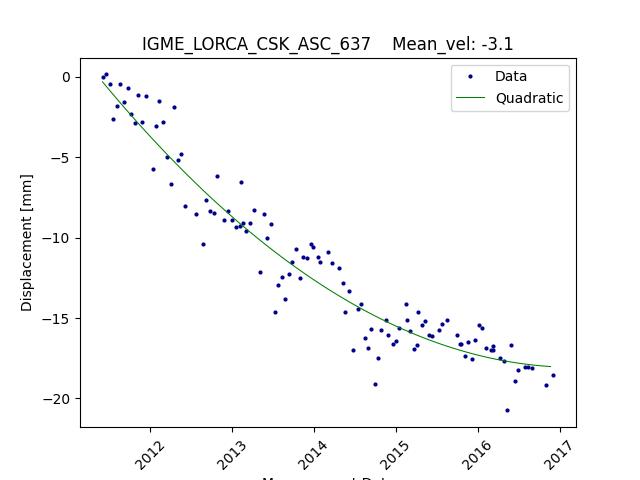 IGME_LORCA_CSK_ASC_637 Mean_vel: -3.1
Data
Quadratic
Displacement [mm]
0
−5
−10
−15
−20
2012
2013
2014
2015
2016
2017